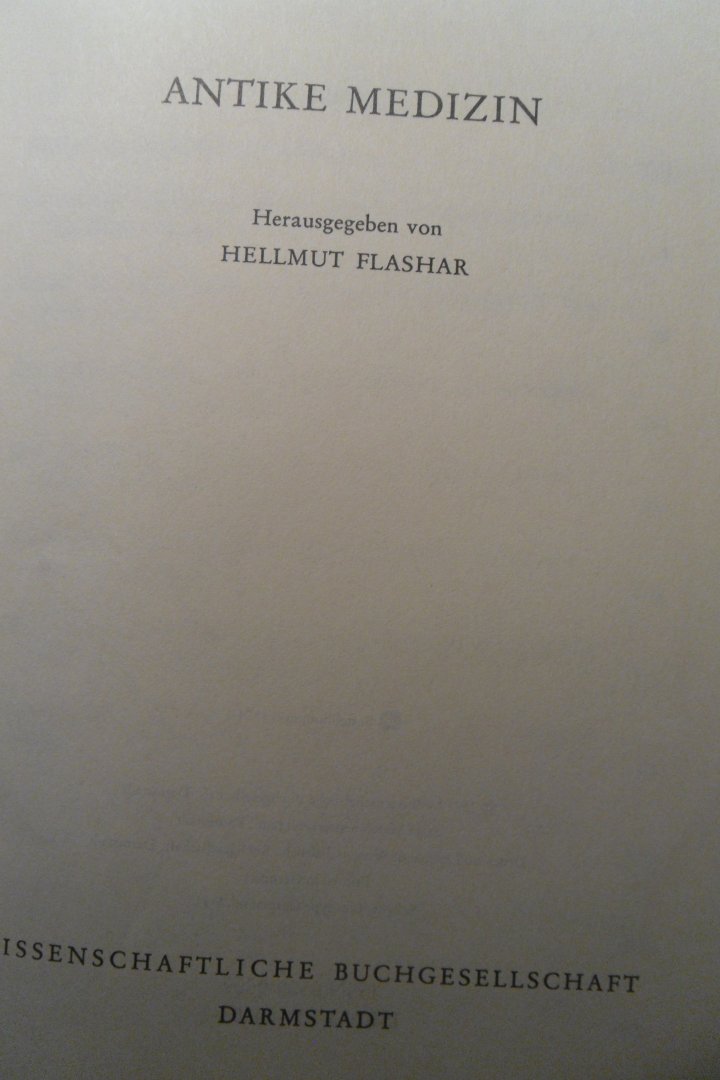 ANTIKE MEDIZIN
Herausgegeben von
HELLMUT FLASHAR
ISSENSCHAFTLICHE BUCHGESELLSCHAFT
DARMSTADT